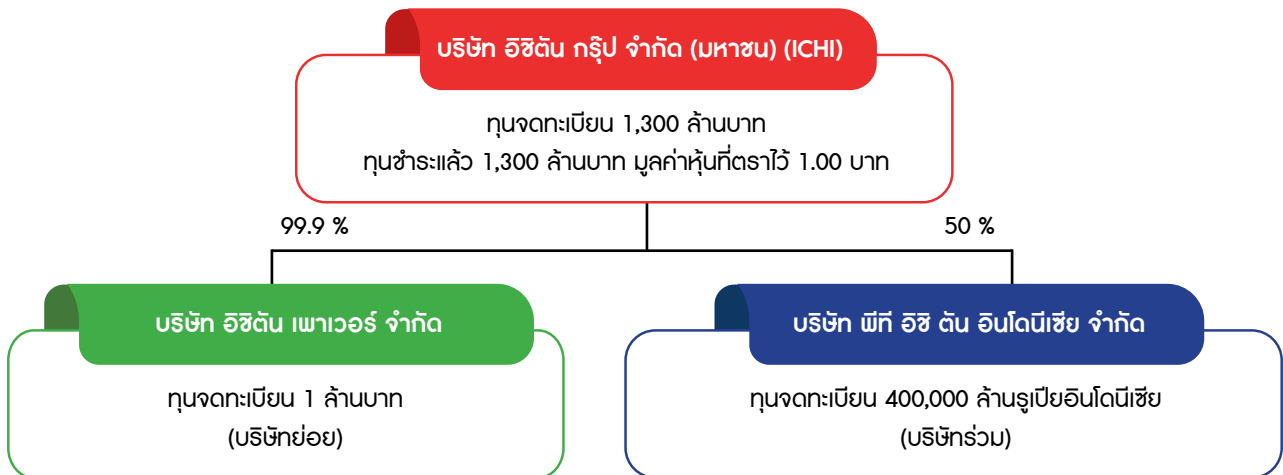 บริษัท อิชิตัน กรุ๊ป จำกัด (มหาชน) (ICHI)
ทุนจดทะเบียน 1,300 ล้านบาท
ทุนชำระแล้ว 1,300 ล้านบาท มูลค่าหุ้นที่ตราไว้ 1.00 บาท
99.9 %
50 %
บริษัท อิชิตัน เพาเวอร์ จำกัด
ทุนจดทะเบียน 1 ล้านบาท
(บริษัทย่อย)
บริษัท พีที อิชิ ตัน อินโดนีเซีย จำกัด
ทุนจดทะเบียน 400,000 ล้านรูเปียอินโดนีเซีย
(บริษัทร่วม)